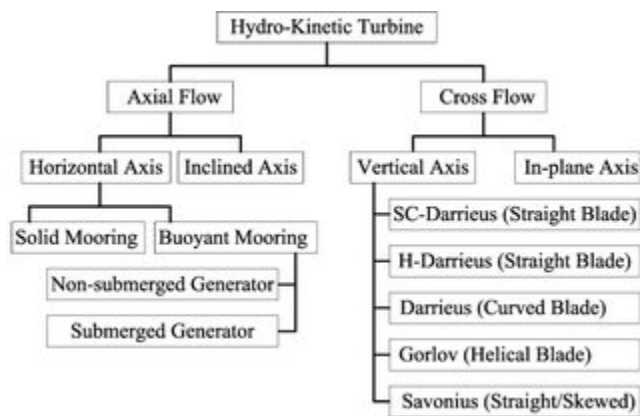 Hydro-Kinetic Turbine
Axial Flow
Cross Flow
Horizontal Axis
Inclined Axis
Vertical Axis
In-plane Axis
Solid Mooring
Buoyant Mooring
Non-submerged Generator
Submerged Generator
SC-Darrieus (Straight Blade)
H-Darrieus (Straight Blade)
Darrieus (Curved Blade)
Gorlov (Helical Blade)
Savonius (Straight/Skewed)